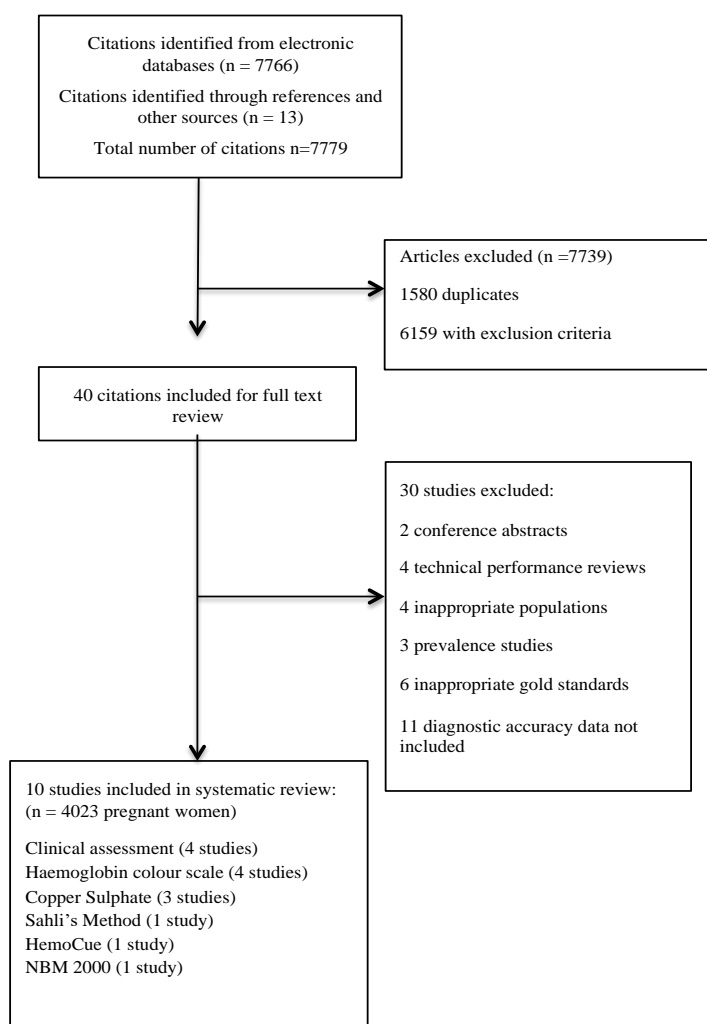 Citations identified from electronic
databases (n = 7766)
Citations identified through references and
other sources (n = 13)
Total number of citations n=7779
Articles excluded (n =7739)
1580 duplicates
6159 with exclusion criteria
40 citations included for full text
review
30 studies excluded:
2 conference abstracts
4 technical performance reviews
4 inappropriate populations
3 prevalence studies
6 inappropriate gold standards
11 diagnostic accuracy data not
included
10 studies included in systematic review:
(n = 4023 pregnant women)
Clinical assessment (4 studies)
Haemoglobin colour scale (4 studies)
Copper Sulphate (3 studies)
Sahli's Method (1 study)
HemoCue (1 study)
NBM 2000 (1 study)